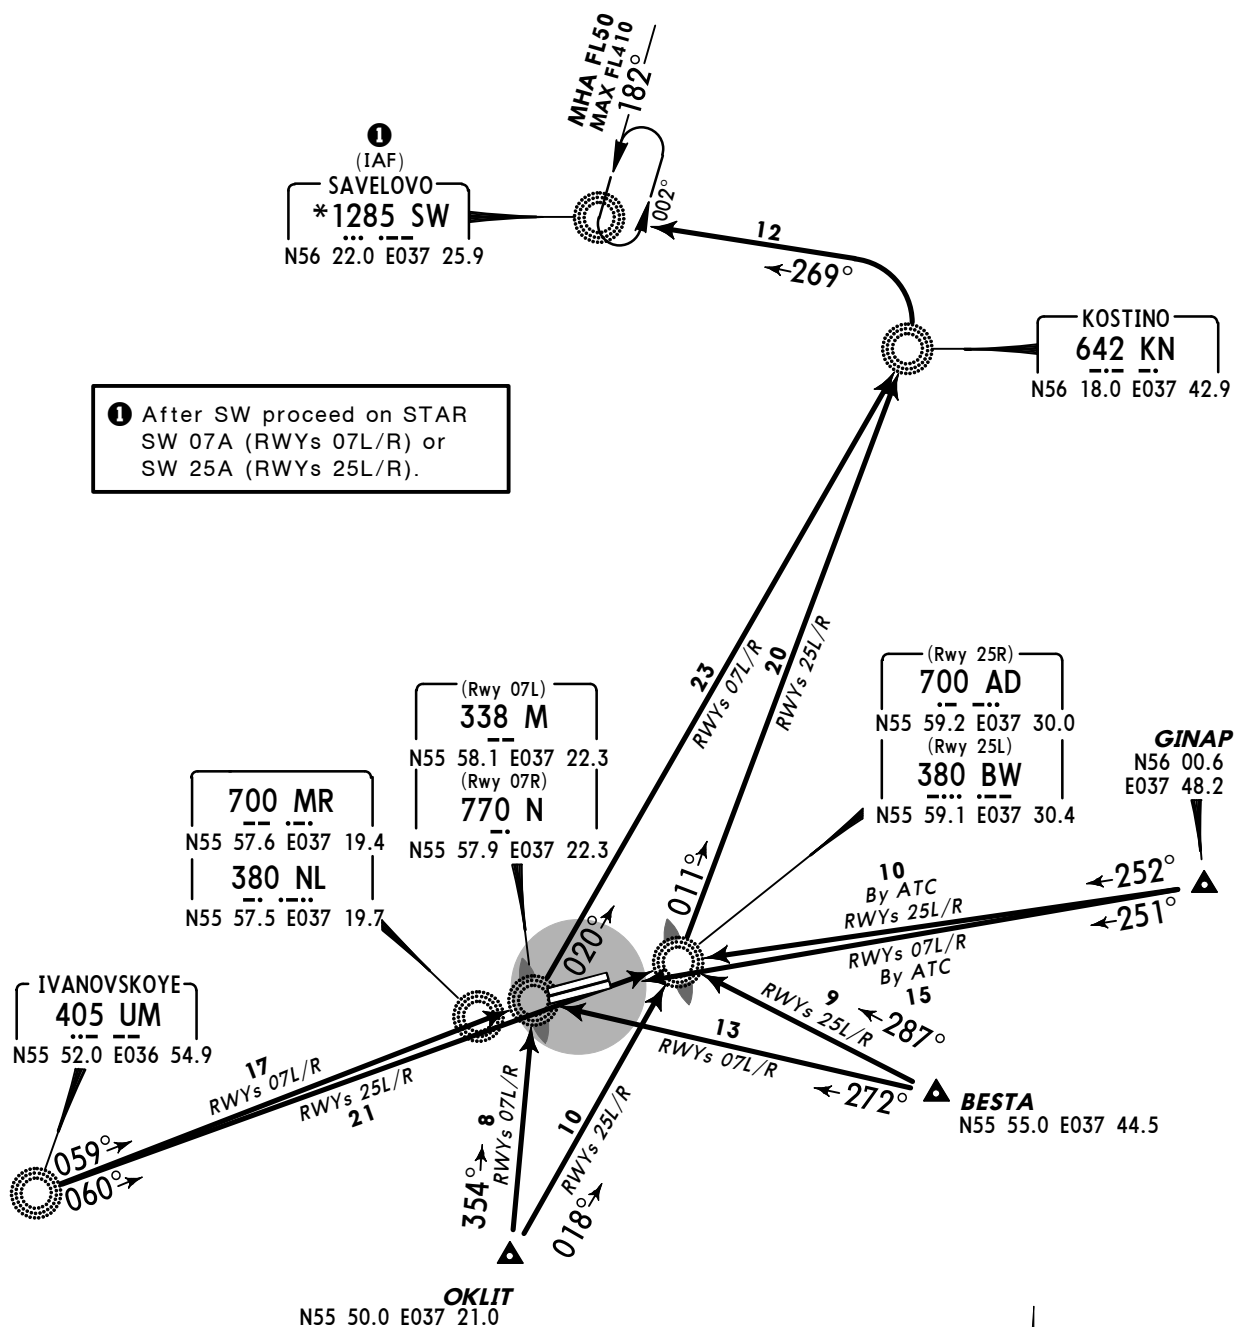 MHA FL50
MAX FL410
182°
002°
❶
(IAF)
SAVELOVO
*1285 SW
N56 22.0 E037 25.9
12
269°
KOSTINO
642 KN
N56 18.0 E037 42.9
❶ After SW proceed on STAR
SW 07A (RWYs 07L/R) or
SW 25A (RWYs 25L/R).
23
RWYs 07L/R
20
RWYs 25L/R
(Rwy 25R)
700 AD
N55 59.2 E037 30.0
(Rwy 25L)
380 BW
N55 59.1 E037 30.4
(Rwy 07L)
338 M
N55 58.1 E037 22.3
(Rwy 07R)
770 N
N55 57.9 E037 22.3
GINAP
N56 00.6
E037 48.2
700 MR
N55 57.6 E037 19.4
380 NL
N55 57.5 E037 19.7
011°
020°
10
By ATC
RWYs 25L/R
252°
251°
RWYs 07L/R
By ATC
15
IVANOVSKOYE
405 UM
N55 52.0 E036 54.9
9
RWYs 25L/R
287°
13
RWYs 07L/R
272°
BESTA
N55 55.0 E037 44.5
17
RWYs 07L/R
RWYs 25L/R
21
059°
060°
8
RWYs 07L/R
354°
10
RWYs 25L/R
018°
OKLIT
N55 50.0 E037 21.0